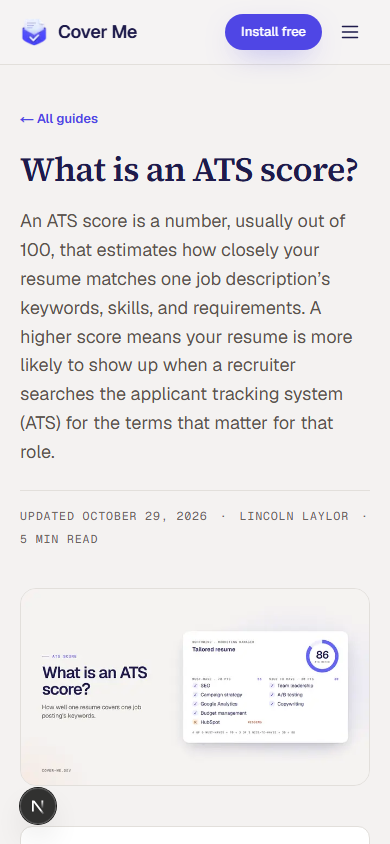 Cover Me
Install free
← All guides
What is an ATS score?
An ATS score is a number, usually out of
100, that estimates how closely your
resume matches one job description's
keywords, skills, and requirements. A
higher score means your resume is more
likely to show up when a recruiter
searches the applicant tracking system
(ATS) for the terms that matter for that
role.
UPDATED OCTOBER 29, 2026 · LINCOLN LAYLOR ·
5 MIN READ
ATS SCORE
What is an ATS
score?
How well one resume covers one job
posting's keywords.
COVER-ME.DEV
Tailored resume
86
SEO
Campaign strategy
Google Analytics
Budget management
HubSpot
Team leadership
A/B testing
Copywriting
N